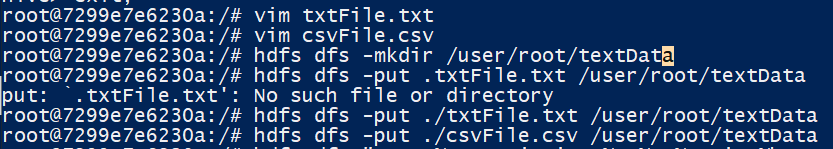 root@7299e7e6230a:/# vim txtFile.txt
root@7299e7e6230a:/# vim csvFile.csv
root@7299e7e6230a:/# hdfs dfs -mkdir /user/root/textData
root@7299e7e6230a:/# hdfs dfs -put .txtFile.txt /user/root/textData
put: `.txtFile.txt': No such file or directory
root@7299e7e6230a:/# hdfs dfs -put ./txtFile.txt /user/root/textData
root@7299e7e6230a:/# hdfs dfs -put ./csvFile.csv /user/root/textData